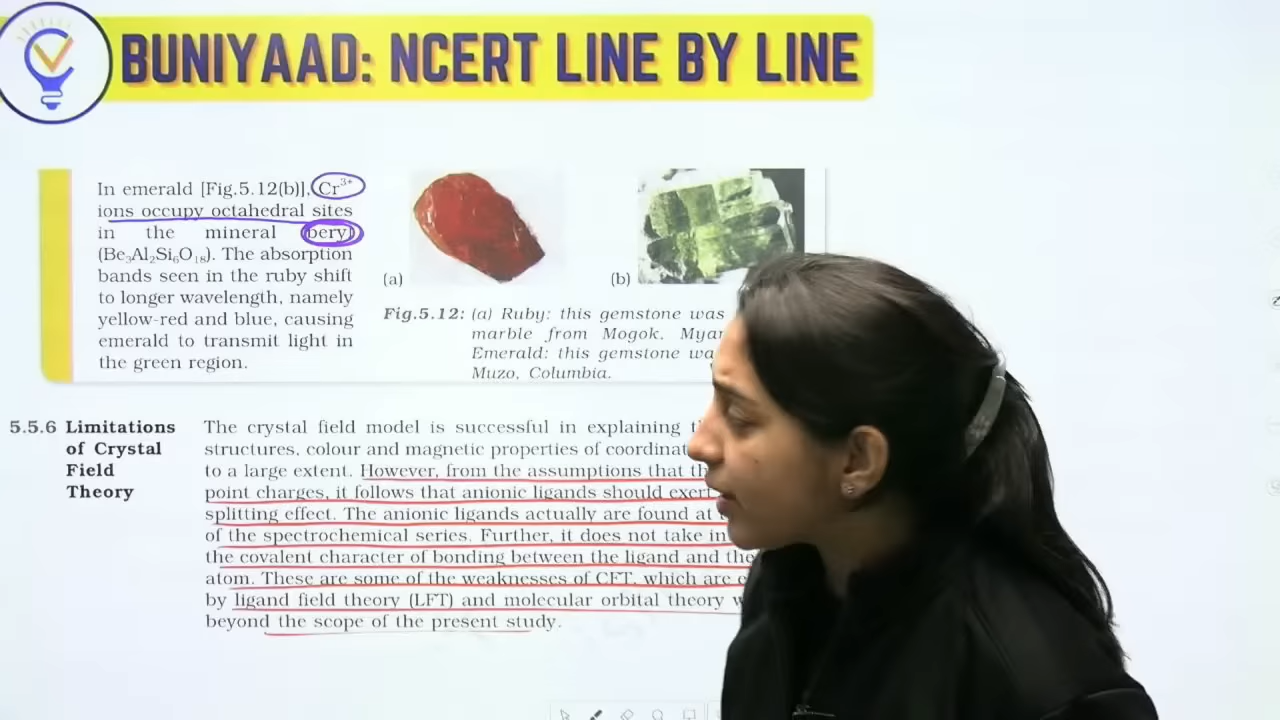 BUNIYAAD: NCERT LINE BY LINE
In emerald [Fig.5.12(b)], Cr³⁺
ions occupy octahedral sites
in the mineral beryl
(Be₃Al₂Si₆O₁₈). The absorption
bands seen in the ruby shift
to longer wavelength, namely
yellow-red and blue, causing
emerald to transmit light in
the green region.
(a)
(b)
Fig.5.12: (a) Ruby: this gemstone was
marble from Mogok,
Emerald: this gemstone
Muzo, Columbia.
5.5.6 Limitations
of Crystal
Field
Theory
The crystal field model is successful in explaining
structures, colour and magnetic properties of
to a large extent. However, from the assumptions that
point charges, it follows that anionic ligands should exert
splitting effect. The anionic ligands actually are found at
of the spectrochemical series. Further, it does not take
the covalent character of bonding between the ligand and the
atom. These are some of the weaknesses of CFT, which are
by ligand field theory (LFT) and molecular orbital theory
beyond the scope of the present study.